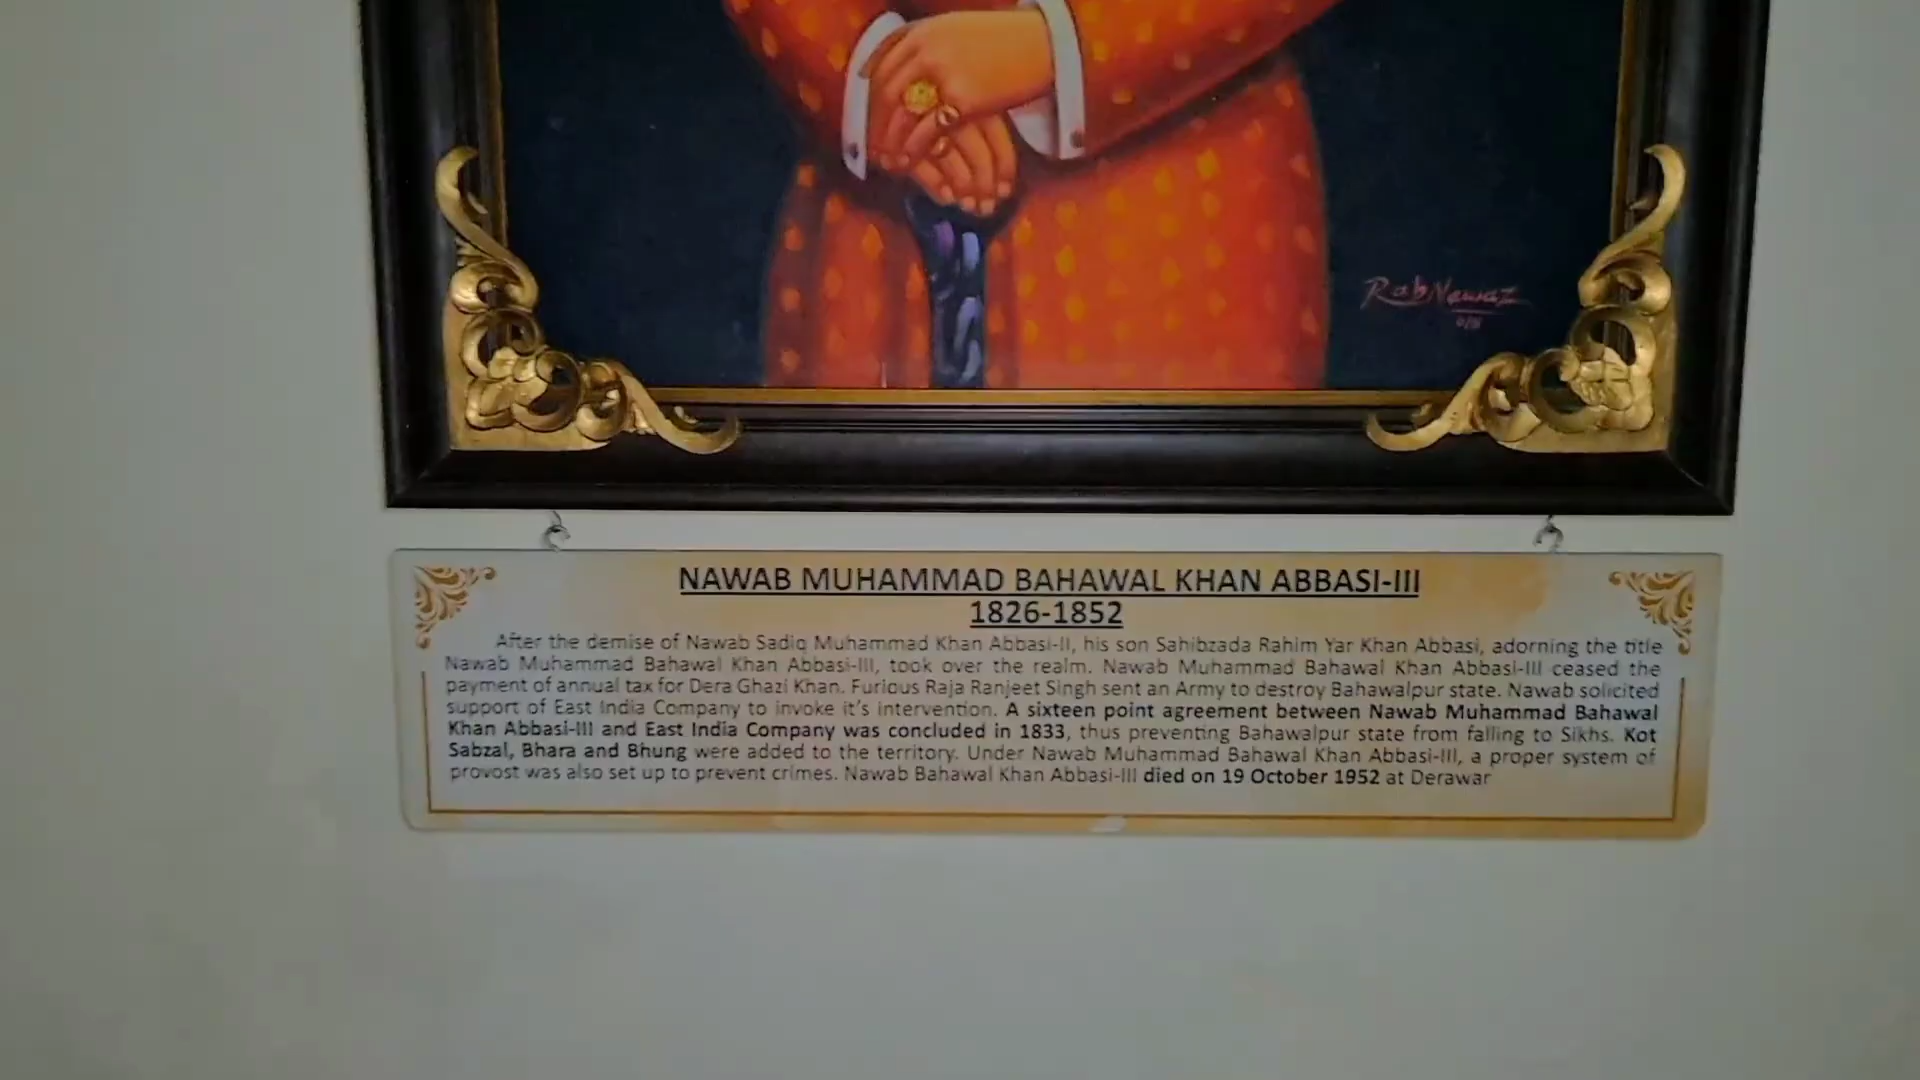 RabNawaz
NAWAB MUHAMMAD BAHAWAL KHAN ABBASI-III
1826-1852
After the demise of Nawab Sadiq Muhammad Khan Abbasi-II, his son Sahibzada Rahim Yar Khan Abbasi, adorning the title
Nawab Muhammad Bahawal Khan Abbasi-III, took over the realm. Nawab Muhammad Bahawal Khan Abbasi-III ceased the
payment of annual tax for Dera Ghazi Khan. Furious Raja Ranjeet Singh sent an Army to destroy Bahawalpur state. Nawab solicited
support of East India Company to invoke it's intervention. A sixteen point agreement between Nawab Muhammad Bahawal
Khan Abbasi-III and East India Company was concluded in 1833, thus preventing Bahawalpur state from falling to Sikhs. Kot
Sabzal, Bhara and Bhung were added to the territory. Under Nawab Muhammad Bahawal Khan Abbasi-III, a proper system of
provost was also set up to prevent crimes. Nawab Bahawal Khan Abbasi-III died on 19 October 1952 at Derawar